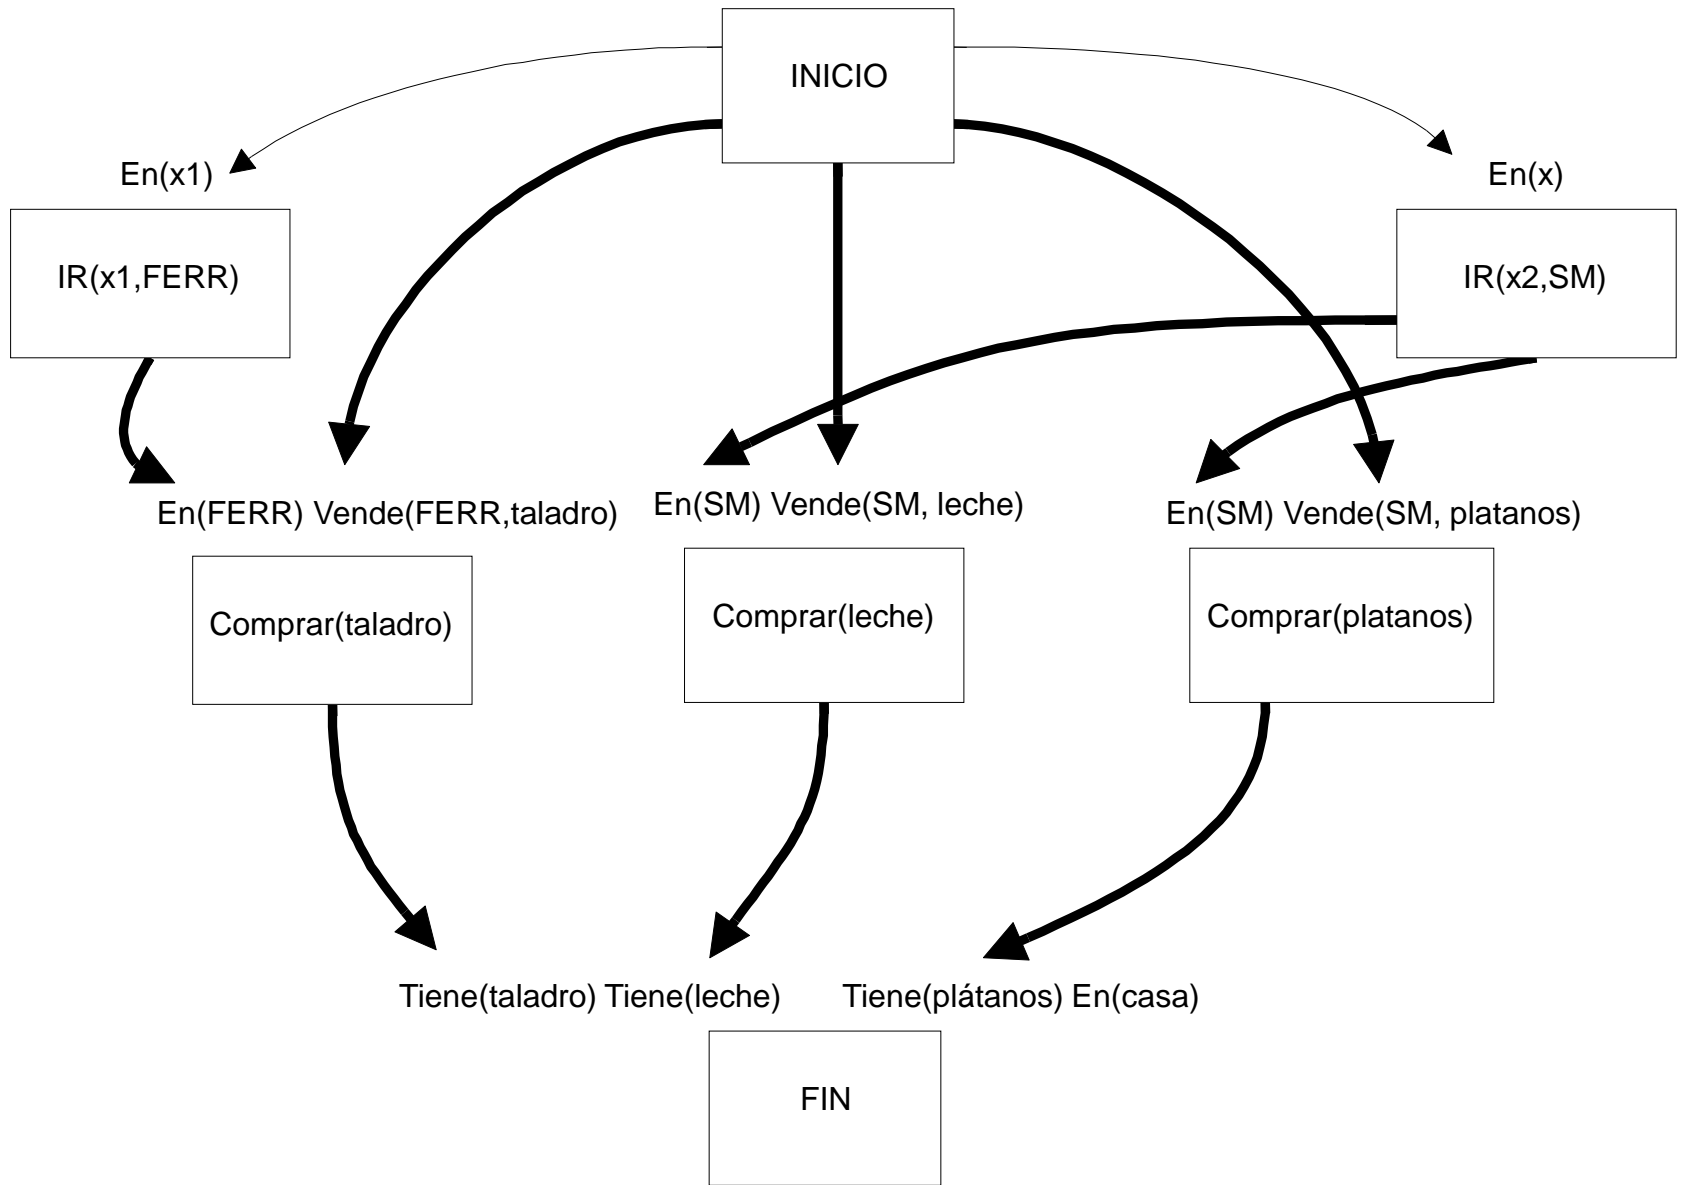 INICIO
En(x1)
En(x)
IR(x1,FERR)
IR(x2,SM)
En(FERR) Vende(FERR,taladro)
En(SM) Vende(SM, leche)
En(SM) Vende(SM, platanos)
Comprar(taladro)
Comprar(leche)
Comprar(platanos)
Tiene(taladro) Tiene(leche)
Tiene(plátanos) En(casa)
FIN